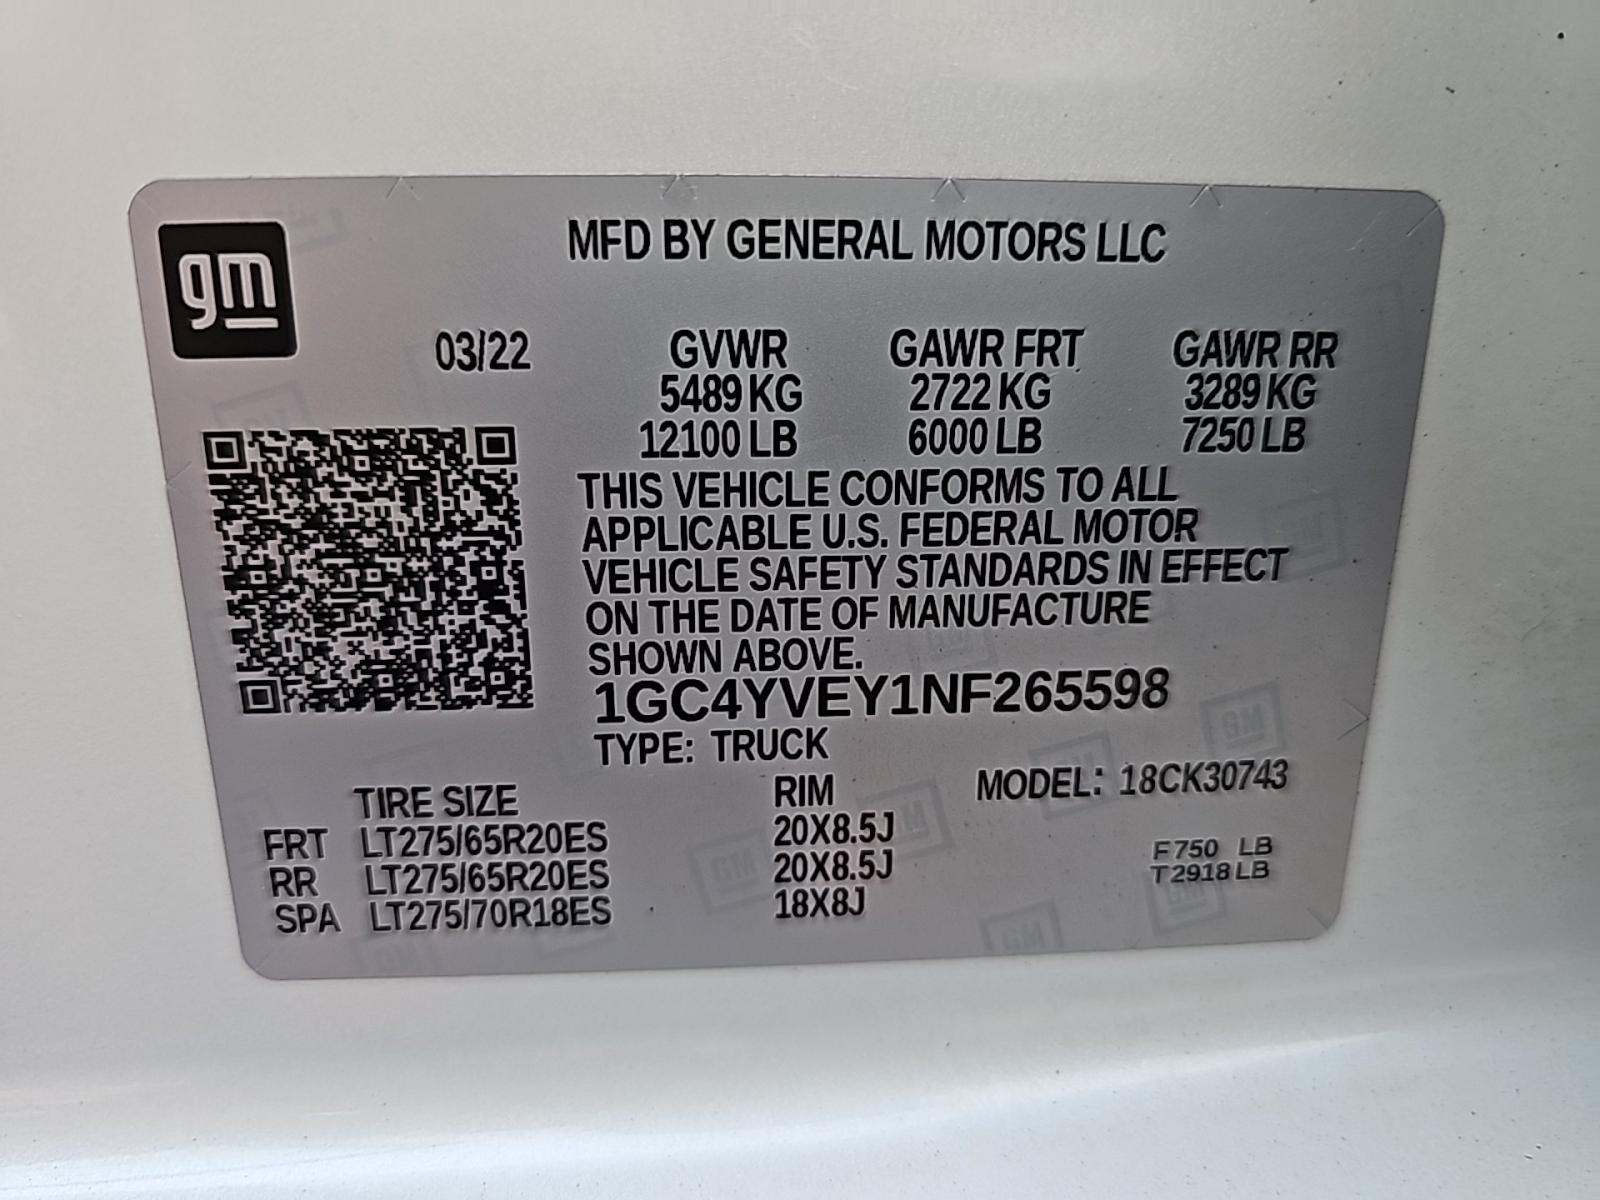 gm
MFD BY GENERAL MOTORS LLC
03/22 GVWR GAWR FRT GAWR RR
5489 KG 2722 KG 3289 KG
12100 LB 6000 LB 7250 LB
THIS VEHICLE CONFORMS TO ALL
APPLICABLE U.S. FEDERAL MOTOR
VEHICLE SAFETY STANDARDS IN EFFECT
ON THE DATE OF MANUFACTURE
SHOWN ABOVE.
1GC4YVEY1NF265598
TYPE: TRUCK
TIRE SIZE RIM MODEL: 18CK30743
FRT LT275/65R20ES 20X8.5J
RR LT275/65R20ES 20X8.5J
SPA LT275/70R18ES 18X8J
F750 LB
T2918 LB